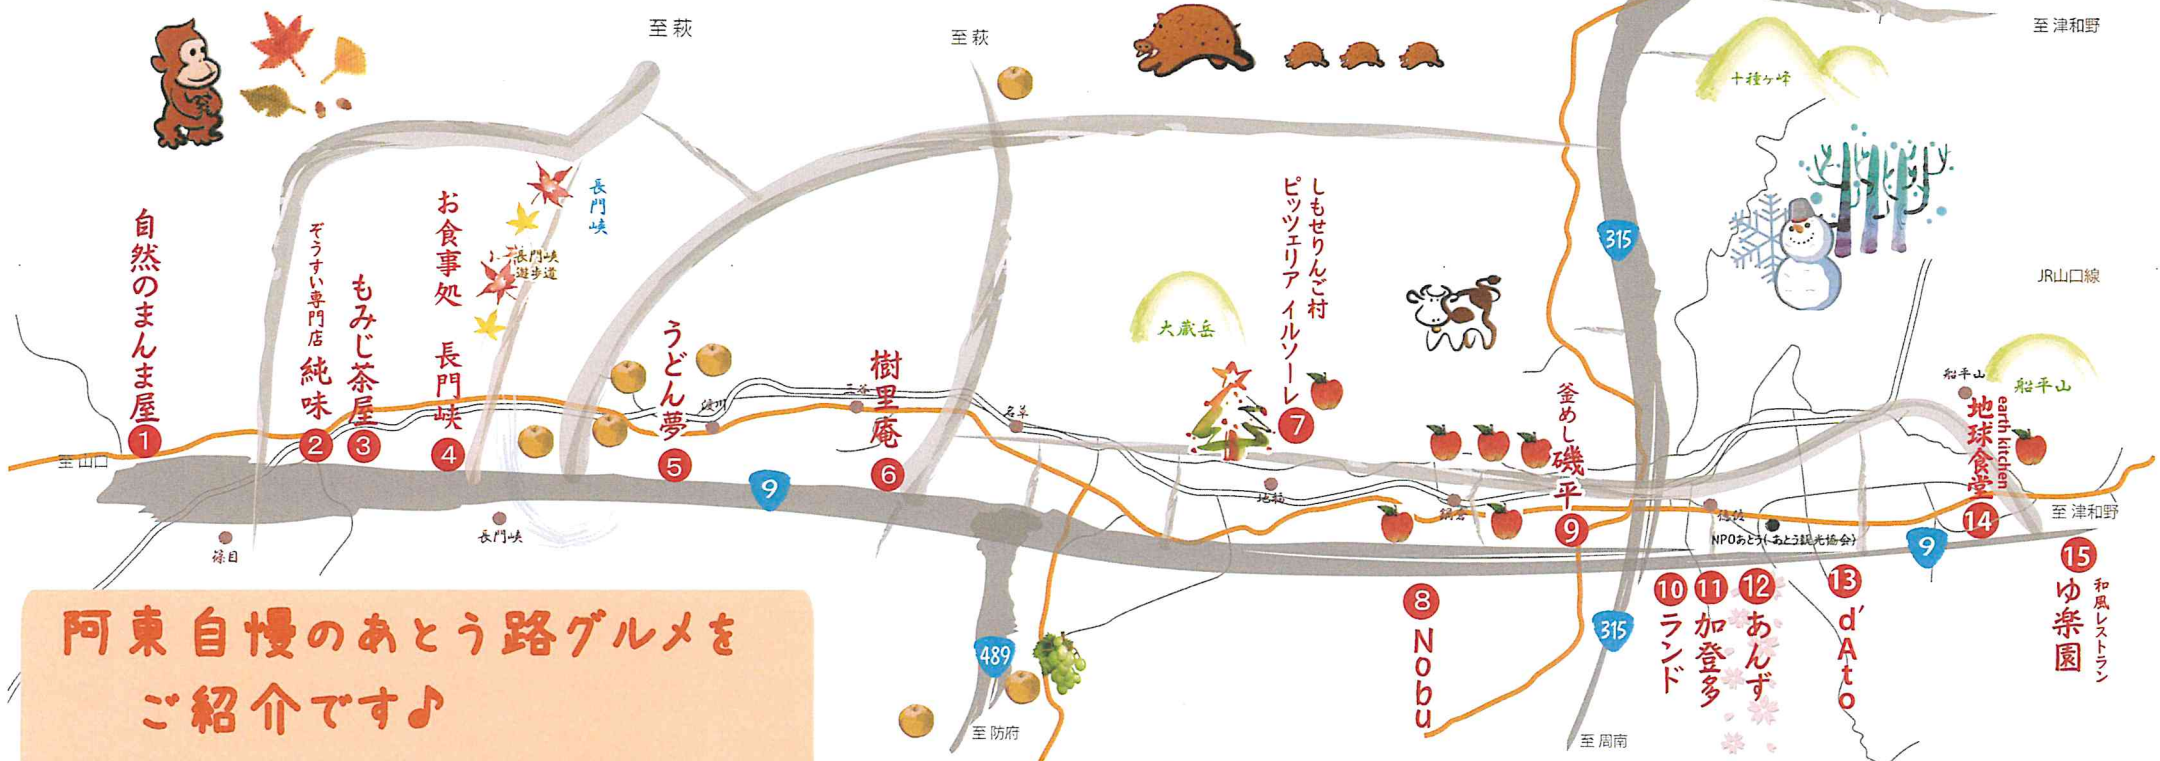 至 萩
至 萩
至 津和野
十種ヶ峰
長門峡
長門峡
遊歩道
315
JR山口線
自然のまんま屋
1
ぞうすい専門店
純味
2
もみじ茶屋
3
お食事処 長門峡
4
うどん夢
5
樹里庵
6
大蔵岳
しもせりんご村
ピッツェリア イルソーレ
7
釜めし
磯平
9
船平山
船平山
earth kitchen
地球食堂
14
至 山口
渡川
三谷
名草
地福
鍋倉
徳佐
NPOあとう(あとう観光協会)
至 津和野
篠目
長門峡
9
9
489
315
至 防府
至 周南
8
Nobu
10
ランド
11
加登多
12
あんず
13
d'Ato
15
和風レストラン
ゆ楽園
阿東自慢のあとう路グルメを
ご紹介です♪